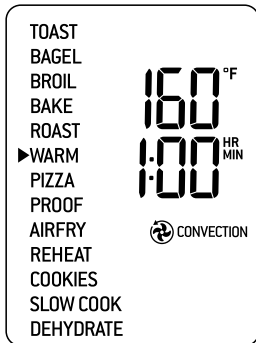 TOAST
BAGEL
BROIL
BAKE
ROAST
▶WARM
PIZZA
PROOF
AIRFRY
REHEAT
COOKIES
SLOW COOK
DEHYDRATE
160°F
1:00 HR MIN
CONVECTION